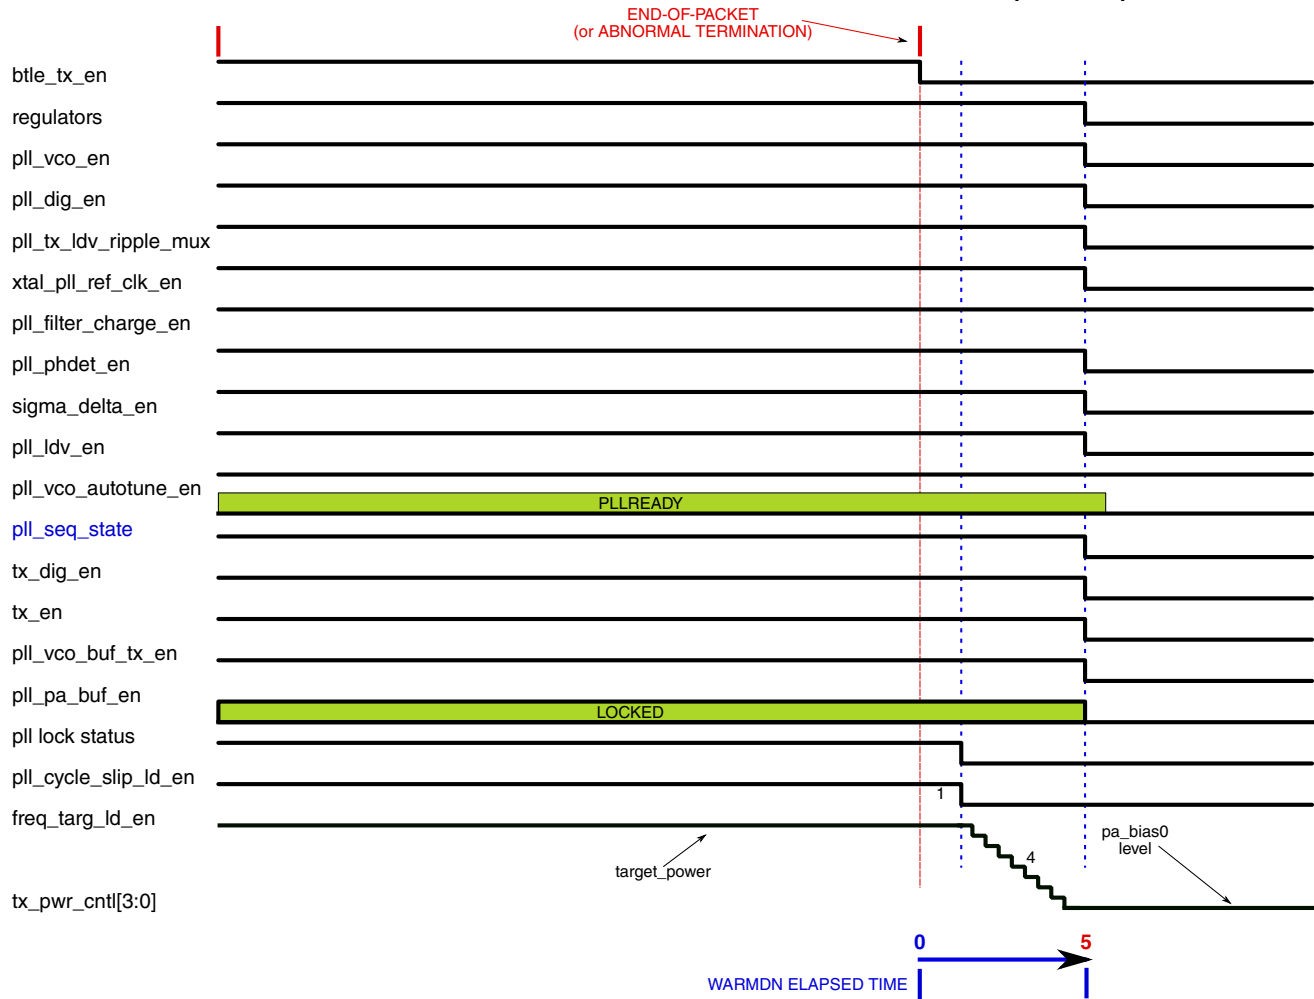 END-OF-PACKET
(or ABNORMAL TERMINATION)
btle_tx_en
regulators
pll_vco_en
pll_dig_en
pll_tx_ldv_ripple_mux
xtal_pll_ref_clk_en
pll_filter_charge_en
pll_phdet_en
sigma_delta_en
pll_ldv_en
pll_vco_autotune_en
PLLREADY
pll_seq_state
tx_dig_en
tx_en
pll_vco_buf_tx_en
pll_pa_buf_en
LOCKED
pll lock status
pll_cycle_slip_ld_en
1
freq_targ_ld_en
pa_bias0
level
4
target_power
tx_pwr_cntl[3:0]
0 5
WARMDN ELAPSED TIME